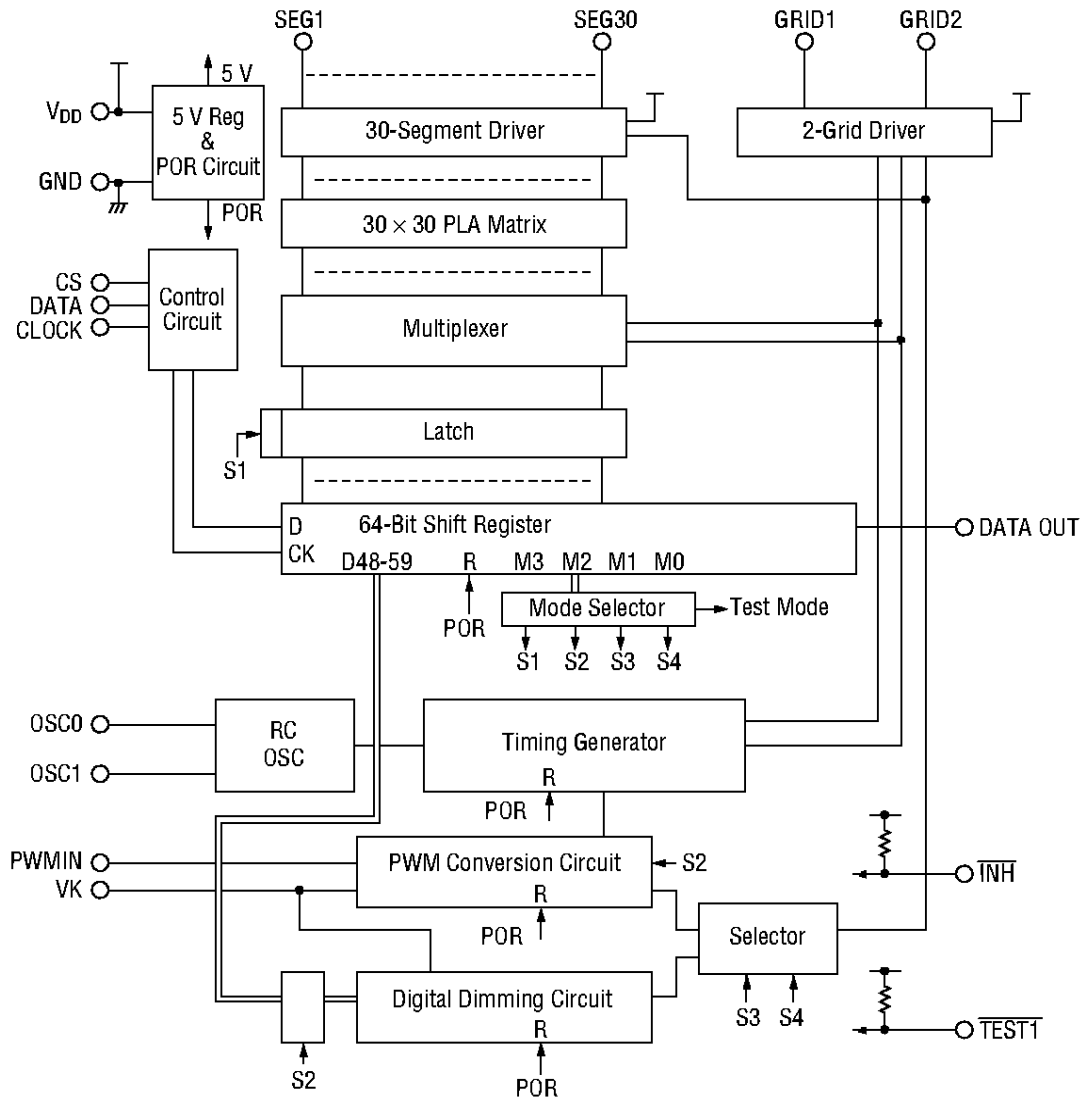 SEG1 SEG30 GRID1 GRID2
5 V
VDD
5 V Reg
&
POR Circuit
30-Segment Driver
2-Grid Driver
GND
POR
30 × 30 PLA Matrix
CS
DATA
CLOCK
Control
Circuit
Multiplexer
Latch
S1
D 64-Bit Shift Register
DATA OUT
CK
D48-59 R M3 M2 M1 M0
POR
Mode Selector
Test Mode
S1 S2 S3 S4
OSC0
OSC1
RC
OSC
Timing Generator
R
POR
PWMIN
VK
PWM Conversion Circuit
S2
R
POR
INH
Selector
S3 S4
Digital Dimming Circuit
R
POR
S2
TEST1